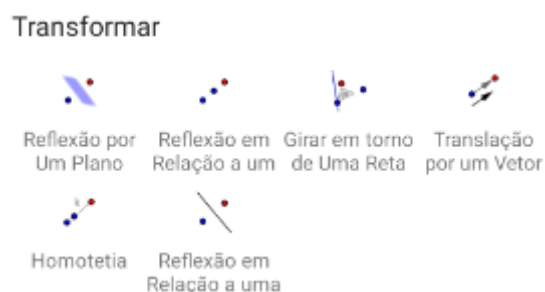 Transformar
Reflexão por
Um Plano
Reflexão em
Relação a um
Girar em torno
de Uma Reta
Translação
por um Vetor
Homotetia
Reflexão em
Relação a uma